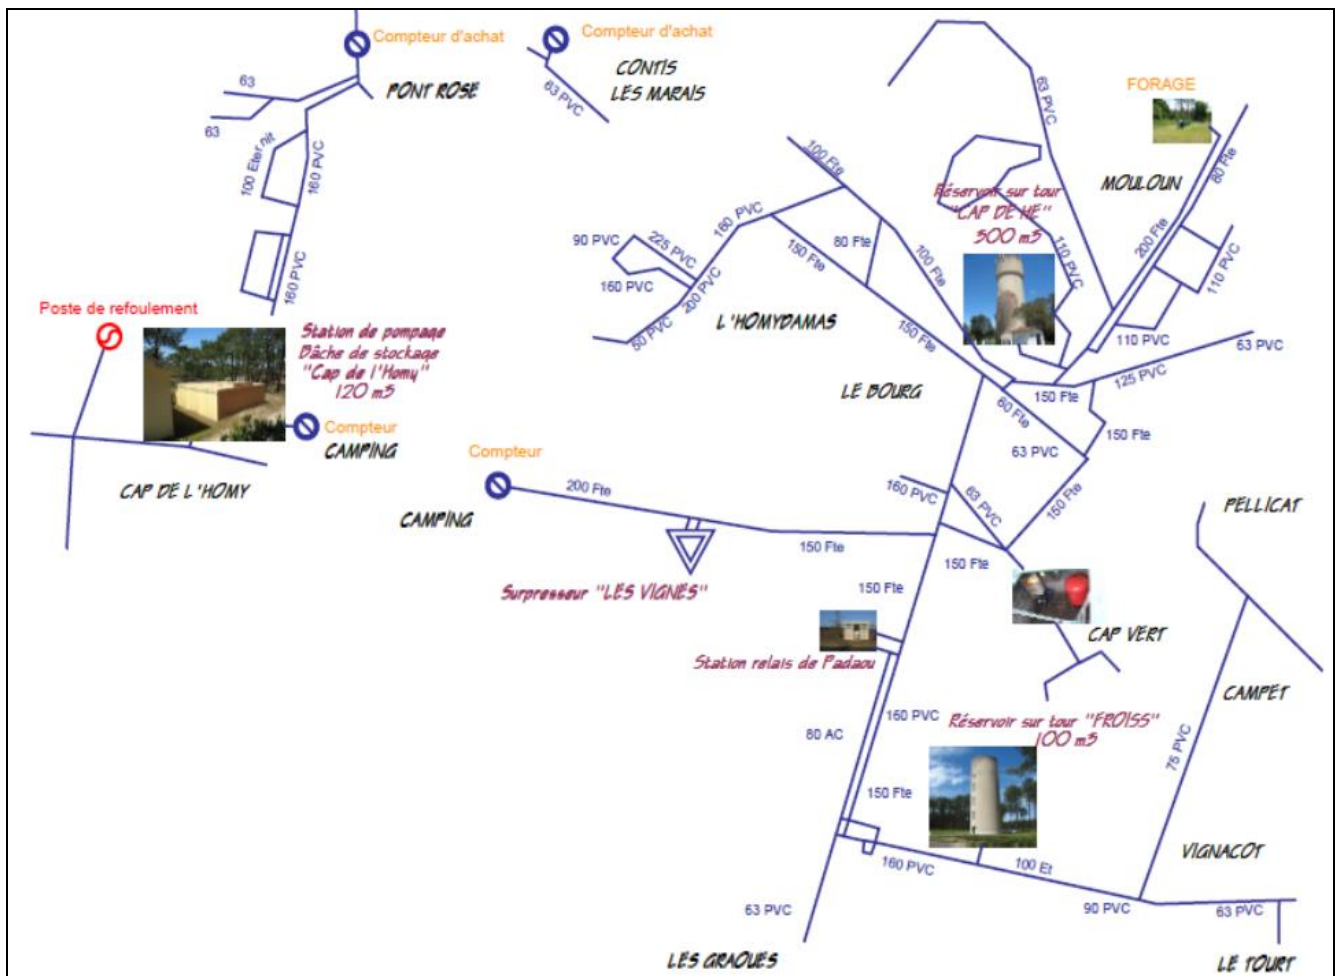 Compteur d'achat
PONT ROSE
63
63
100 Eternit
160 PVC
160 PVC
Compteur d'achat
CONTIS
LES MARAIS
63 PVC
FORAGE
MOULOUN
63 PVC
80 Fte
200 Fte
110 PVC
110 PVC
Réservoir sur tour
"CAP DE HE"
500 m3
110 PVC
100 Fte
160 PVC
150 Fte
80 Fte
100 Fte
90 PVC
225 PVC
160 PVC
200 PVC
50 PVC
L'HOMYDAMAS
150 Fte
LE BOURG
63 PVC
125 PVC
150 Fte
60 Fte
150 Fte
63 PVC
Poste de refoulement
Station de pompage
Bâche de stockage
"Cap de l'Homy"
120 m3
Compteur
CAMPING
CAP DE L'HOMY
Compteur
CAMPING
200 Fte
150 Fte
Surpresseur "LES VIGNES"
160 PVC
63 PVC
150 Fte
150 Fte
150 Fte
PELLICAT
CAP VERT
Station relais de Padaou
CAMPET
160 PVC
80 AC
Réservoir sur tour "FROISS"
100 m3
75 PVC
150 Fte
VIGNACOT
160 PVC
100 Et
63 PVC
90 PVC
63 PVC
LES GRAOUES
LE TOURT